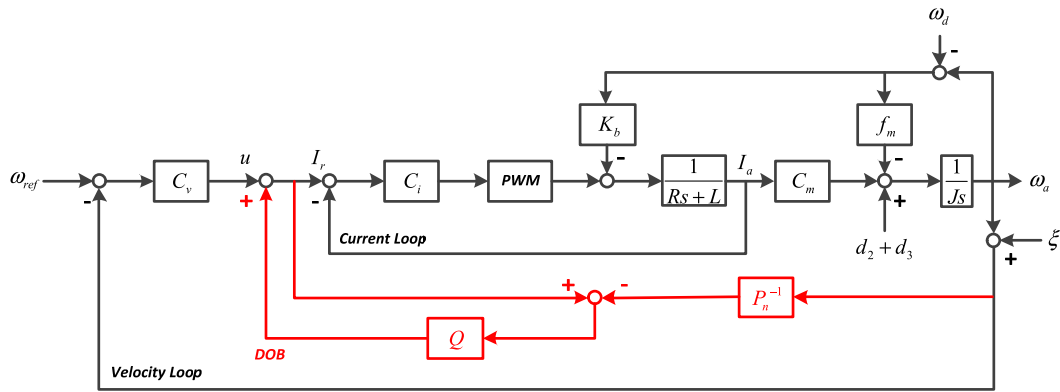 ω_d
-
-
K_b
f_m
-
-
ω_ref
-
C_v
u
+
I_r
-
C_i
PWM
1
Rs + L
I_a
C_m
+
1
Js
ω_a
Current Loop
d_2 + d_3
ξ
+
+
-
P_n^{-1}
Q
DOB
Velocity Loop